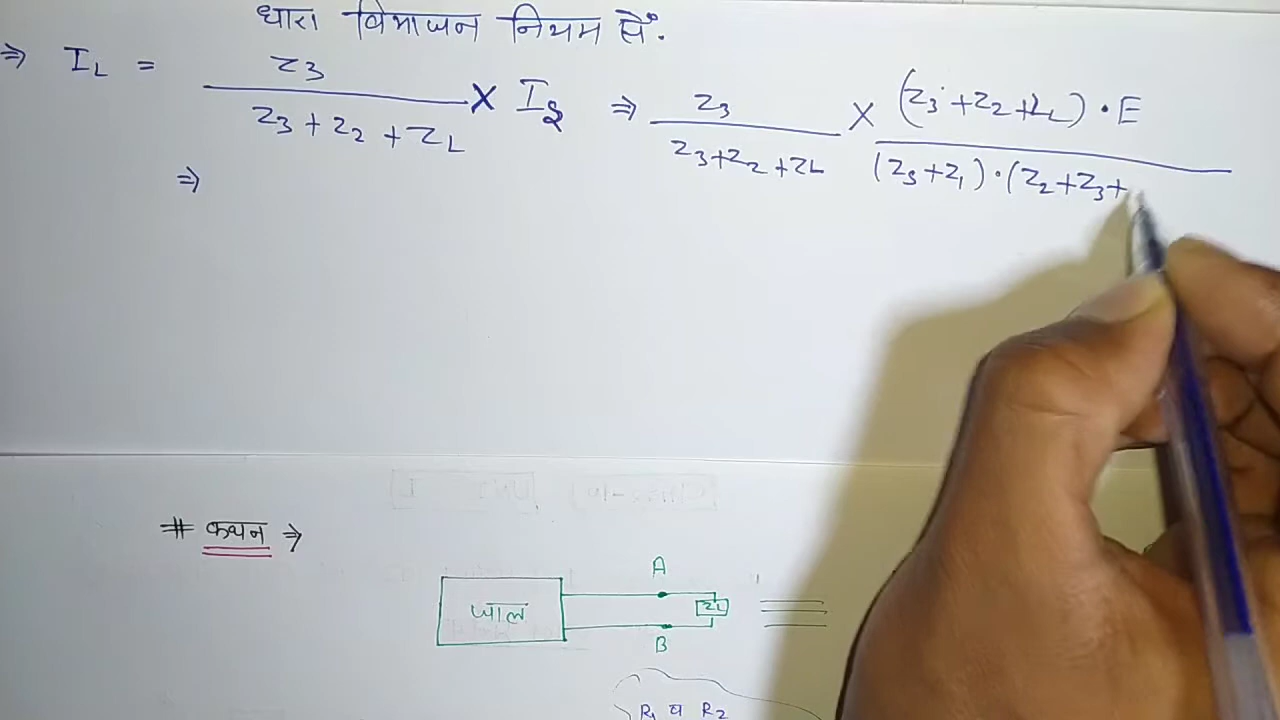 धारा विभाजन नियम से.
⇒ I_L = Z3 / (Z3 + Z2 + ZL) × I_S ⇒ Z3 / (Z3+Z2+ZL) × (Z3+Z2+ZL)·E / (Z3+Z1)·(Z2+Z3+
⇒
# कथन →
A
जाल
ZL
B
R1 व R2